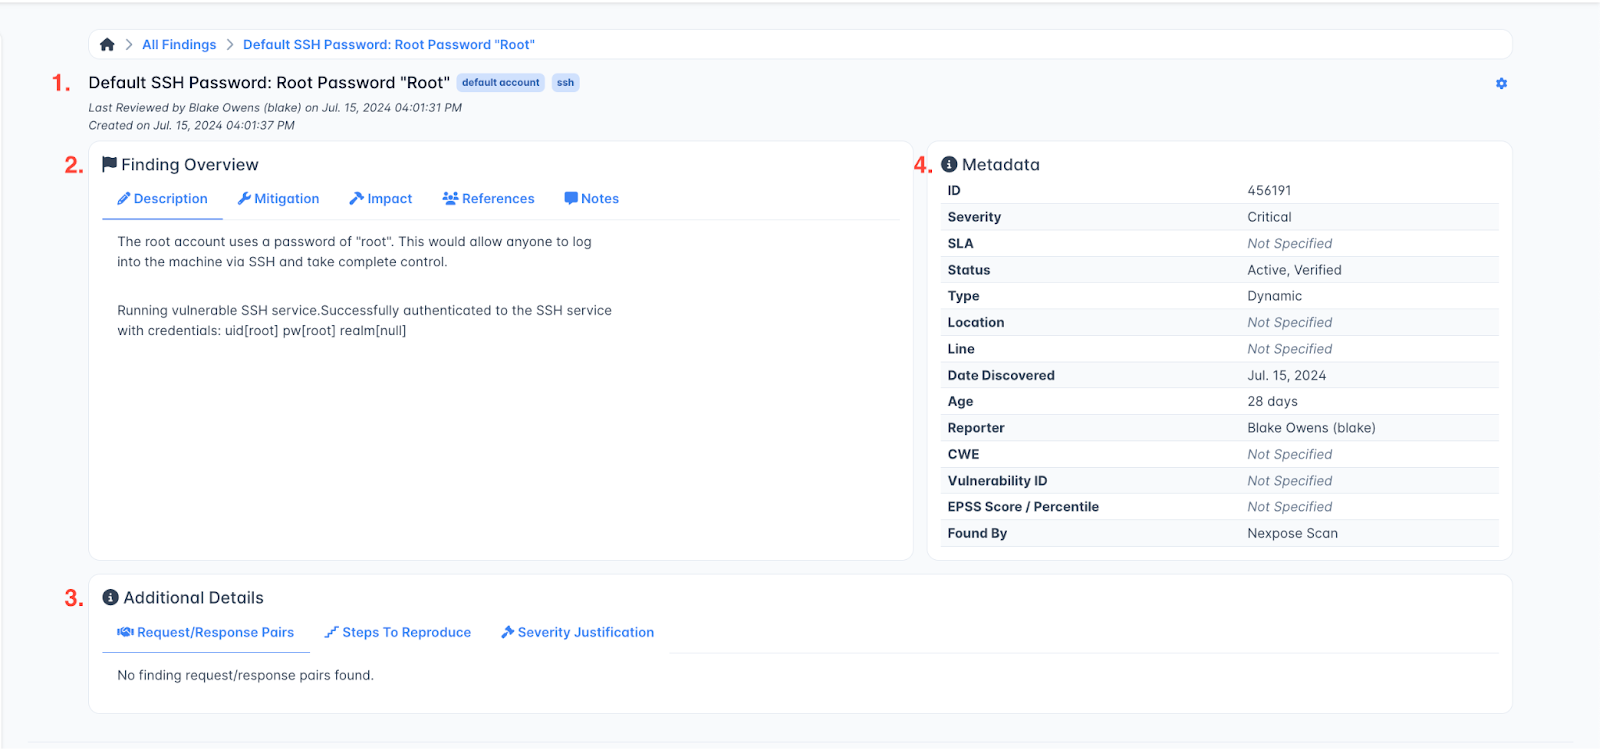 All Findings
Default SSH Password: Root Password "Root"
1. Default SSH Password: Root Password "Root" default account ssh
Last Reviewed by Blake Owens (blake) on Jul. 15, 2024 04:01:31 PM
Created on Jul. 15, 2024 04:01:37 PM
2. Finding Overview
Description Mitigation Impact References Notes
The root account uses a password of "root". This would allow anyone to log
into the machine via SSH and take complete control.
Running vulnerable SSH service.Successfully authenticated to the SSH service
with credentials: uid[root] pw[root] realm[null]
4. Metadata
ID 456191
Severity Critical
SLA Not Specified
Status Active, Verified
Type Dynamic
Location Not Specified
Line Not Specified
Date Discovered Jul. 15, 2024
Age 28 days
Reporter Blake Owens (blake)
CWE Not Specified
Vulnerability ID Not Specified
EPSS Score / Percentile Not Specified
Found By Nexpose Scan
3. Additional Details
Request/Response Pairs Steps To Reproduce Severity Justification
No finding request/response pairs found.